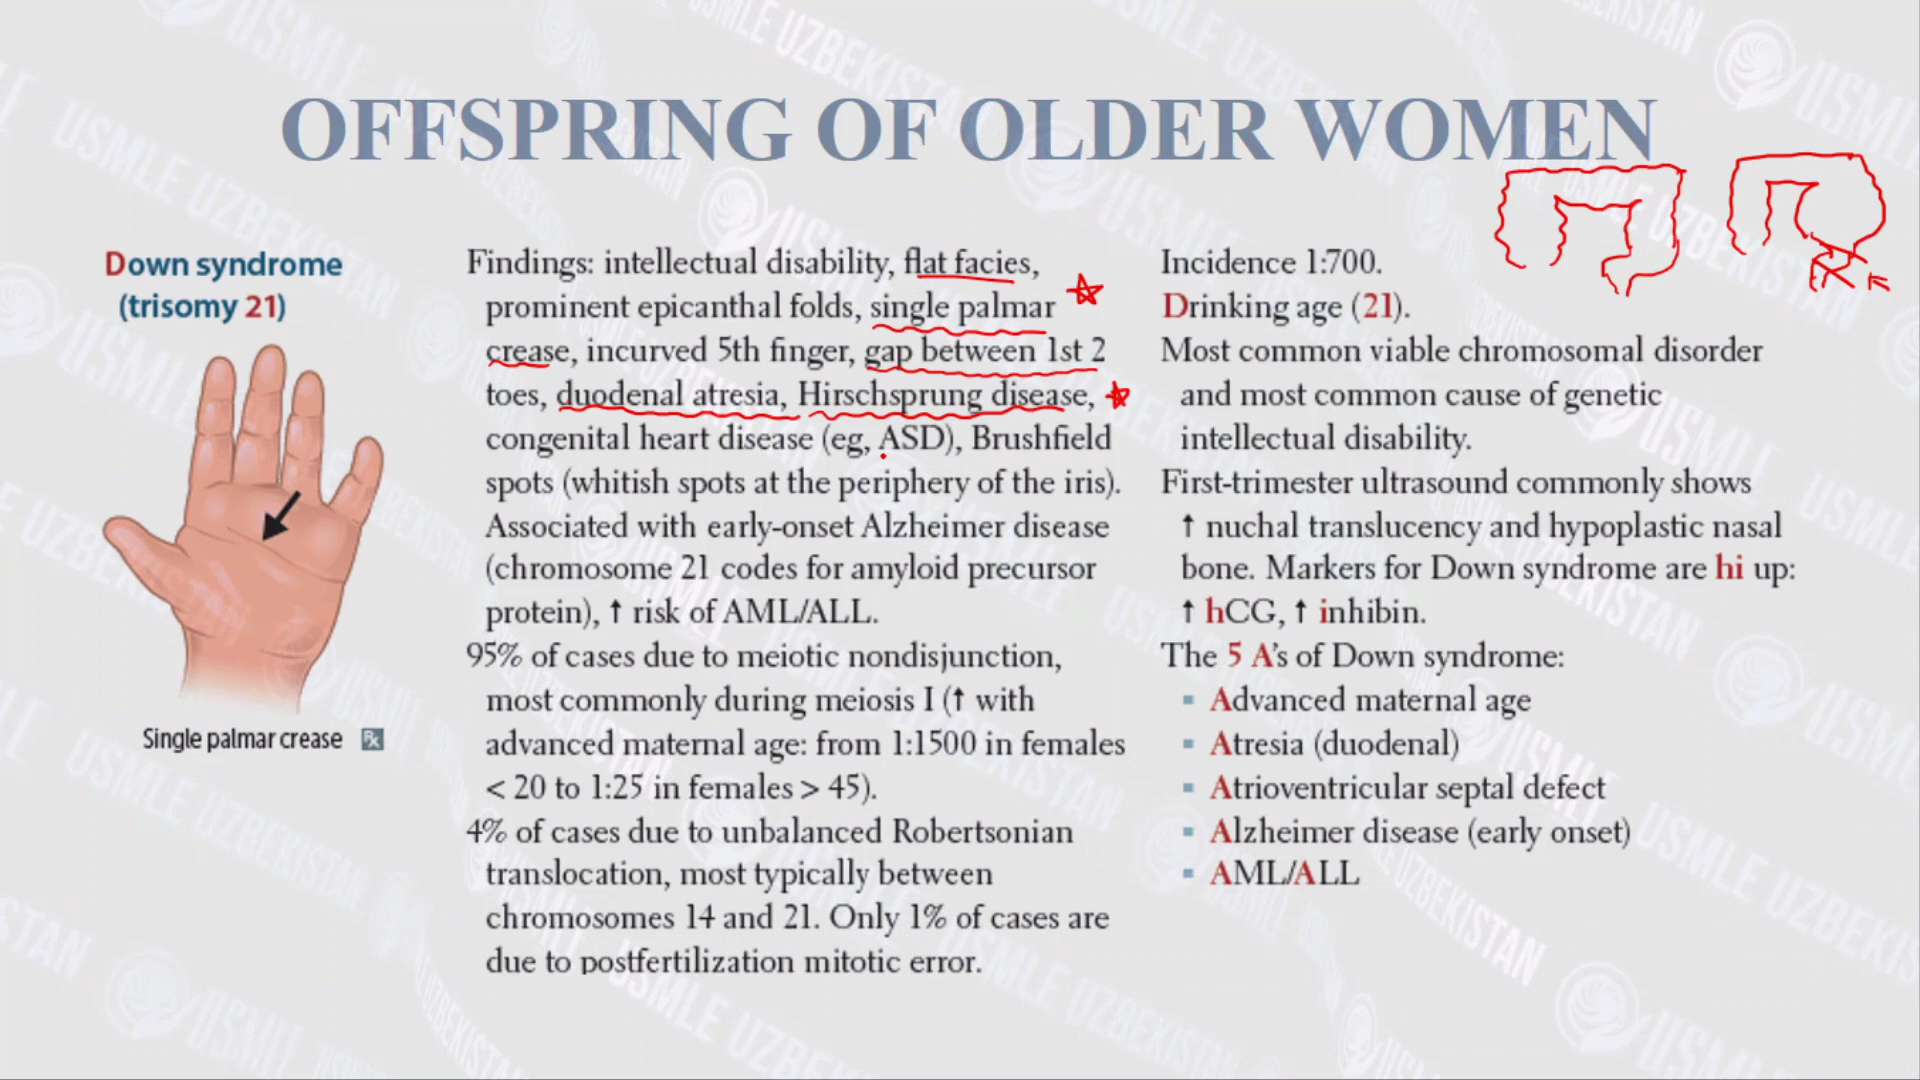 OFFSPRING OF OLDER WOMEN
Down syndrome
(trisomy 21)
Single palmar crease
Findings: intellectual disability, flat facies,
prominent epicanthal folds, single palmar
crease, incurved 5th finger, gap between 1st 2
toes, duodenal atresia, Hirschsprung disease,
congenital heart disease (eg, ASD), Brushfield
spots (whitish spots at the periphery of the iris).
Associated with early-onset Alzheimer disease
(chromosome 21 codes for amyloid precursor
protein), ↑ risk of AML/ALL.
95% of cases due to meiotic nondisjunction,
most commonly during meiosis I (↑ with
advanced maternal age: from 1:1500 in females
< 20 to 1:25 in females > 45).
4% of cases due to unbalanced Robertsonian
translocation, most typically between
chromosomes 14 and 21. Only 1% of cases are
due to postfertilization mitotic error.
Incidence 1:700.
Drinking age (21).
Most common viable chromosomal disorder
and most common cause of genetic
intellectual disability.
First-trimester ultrasound commonly shows
↑ nuchal translucency and hypoplastic nasal
bone. Markers for Down syndrome are hi up:
↑ hCG, ↑ inhibin.
The 5 A's of Down syndrome:
▪ Advanced maternal age
▪ Atresia (duodenal)
▪ Atrioventricular septal defect
▪ Alzheimer disease (early onset)
▪ AML/ALL
USMLE UZBEKISTAN